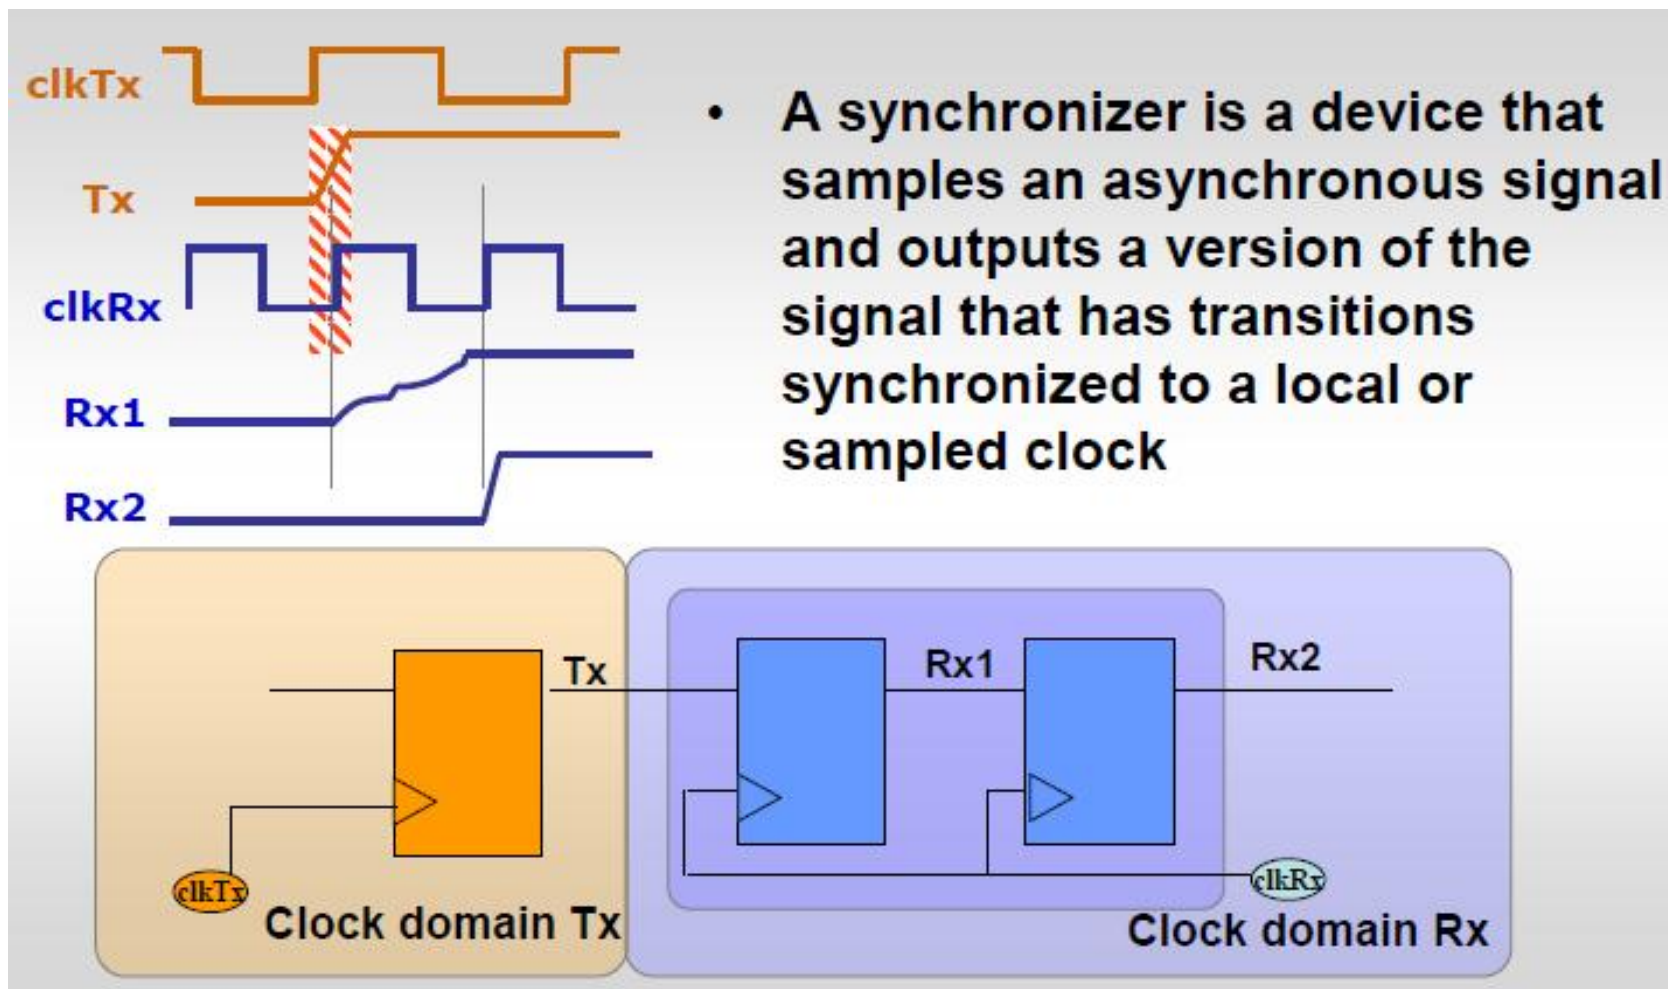 clkTx
Tx
clkRx
Rx1
Rx2
• A synchronizer is a device that
samples an asynchronous signal
and outputs a version of the
signal that has transitions
synchronized to a local or
sampled clock
Tx
Rx1
Rx2
clkTx
clkRx
Clock domain Tx
Clock domain Rx